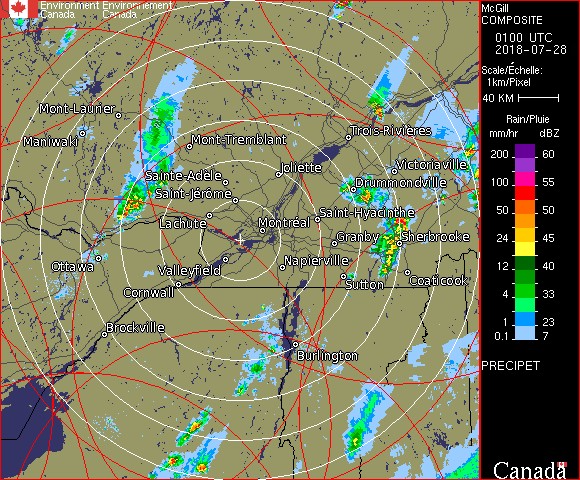 Environment Environnement
Canada Canada
McGill
COMPOSITE
0100 UTC
2018-07-28
Scale/Échelle:
1km/Pixel
40 KM
Rain/Pluie
mm/hr dBZ
200 60
100 55
50 50
24 45
12 40
4 33
1 23
0.1 7
PRECIPET
Canada
Mont-Laurier
Maniwaki
Mont-Tremblant
Trois-Rivières
Joliette
Victoriaville
Sainte-Adèle
Drummondville
Saint-Jérôme
Saint-Hyacinthe
Lachute
Montréal
Granby
Sherbrooke
Ottawa
Valleyfield
Napierville
Cornwall
Sutton
Coaticook
Brockville
Burlington